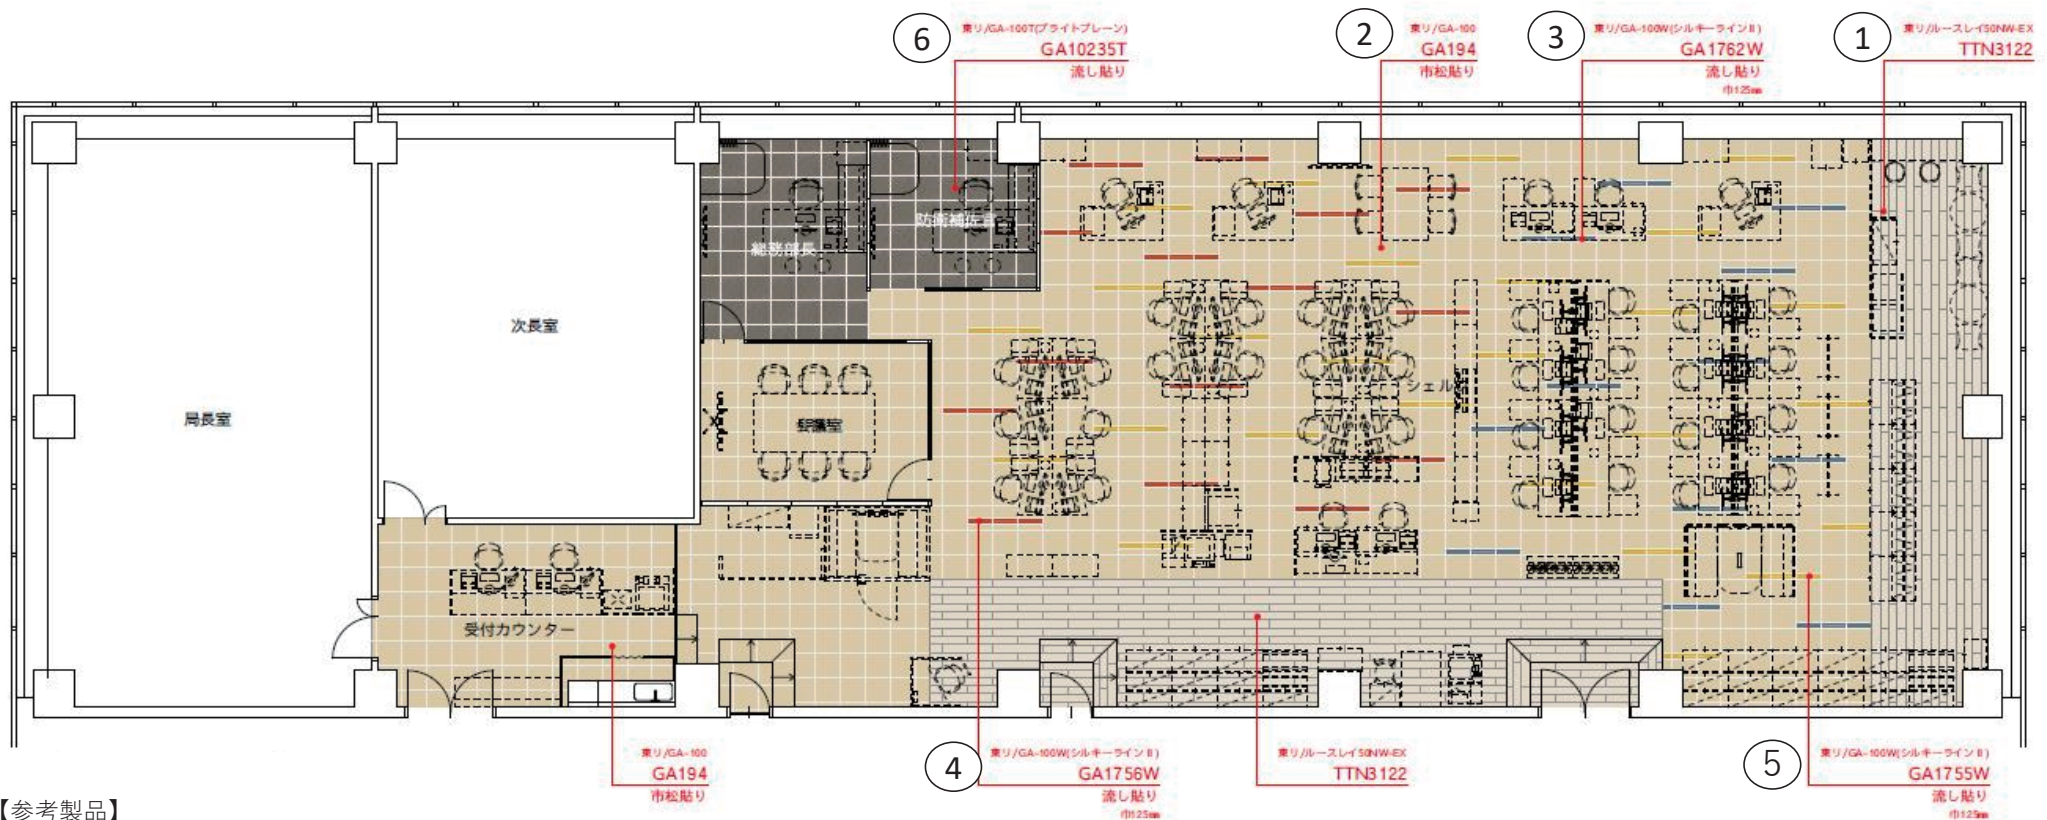 ⑥
東リ/GA-100T(ブライトプレーン)
GA10235T
流し貼り
②
東リ/GA-100
GA194
市松貼り
③
東リ/GA-100W(シルキーラインⅡ)
GA1762W
流し貼り
巾125mm
①
東リ/ルースレイ50NW-EX
TTN3122
防衛補佐官
総務部長
次長室
局長室
会議室
シェル
受付カウンター
東リ/GA-100
GA194
市松貼り
④
東リ/GA-100W(シルキーラインⅡ)
GA1756W
流し貼り
巾125mm
東リ/ルースレイ50NW-EX
TTN3122
⑤
東リ/GA-100W(シルキーラインⅡ)
GA1755W
流し貼り
巾125mm
【参考製品】